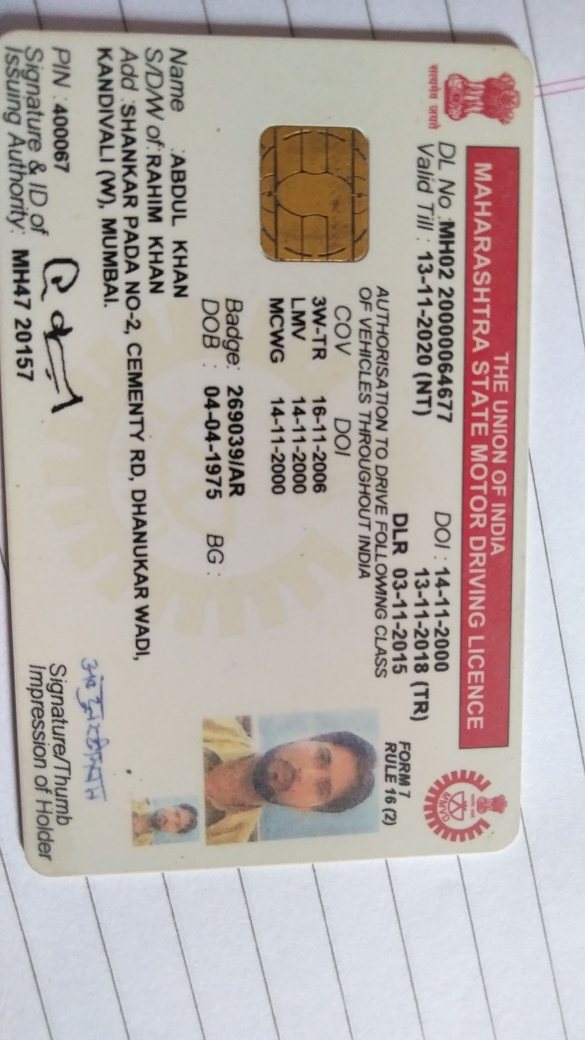 THE UNION OF INDIA
MAHARASHTRA STATE MOTOR DRIVING LICENCE
सत्यमेव जयते
DL No : MH02 20000064677 DOI : 14-11-2000
Valid Till : 13-11-2020 (NT) 13-11-2018 (TR)
DLR 03-11-2015
FORM 7
RULE 16 (2)
AUTHORISATION TO DRIVE FOLLOWING CLASS
OF VEHICLES THROUGHOUT INDIA
COV DOI
3W-TR 16-11-2006
LMV 14-11-2000
MCWG 14-11-2000
Badge: 269039/AR
DOB : 04-04-1975 BG :
Name : ABDUL KHAN
S/D/W of : RAHIM KHAN
Add : SHANKAR PADA NO-2, CEMENTY RD, DHANUKAR WADI,
KANDIVALI (W), MUMBAI.
PIN : 400067
Signature & ID of
Issuing Authority: MH47 20157
Signature/Thumb
Impression of Holder